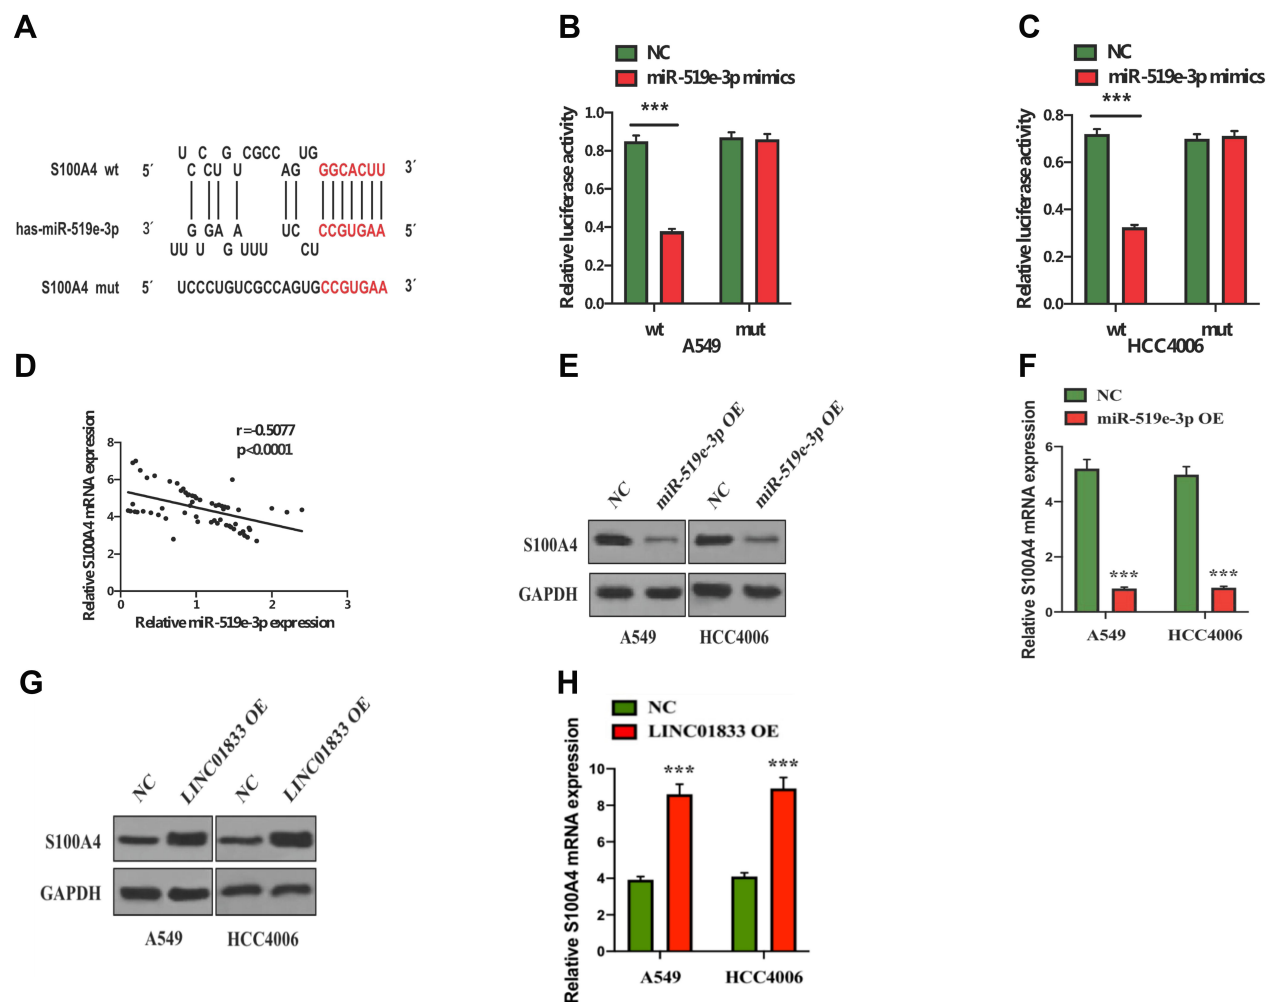 A
U C G CGCC UG
S100A4 wt 5´ C CU U AG GGCACUU 3´
has-miR-519e-3p 3´ G GA A UC CCGUGAA 5´
UU U G UUU CU
S100A4 mut 5´ UCCCUGUCGCCAGUGCCGUGAA 3´
B
NC
miR-519e-3p mimics
Relative luciferase activity
1.0
0.8
0.6
0.4
0.2
0.0
***
wt mut
A549
C
NC
miR-519e-3p mimics
Relative luciferase activity
0.8
0.6
0.4
0.2
0.0
***
wt mut
HCC4006
D
Relative S100A4 mRNA expression
r=-0.5077
p<0.0001
8
6
4
2
0
0 1 2 3
Relative miR-519e-3p expression
E
NC miR-519e-3p OE NC miR-519e-3p OE
S100A4
GAPDH
A549 HCC4006
F
NC
miR-519e-3p OE
Relative S100A4 mRNA expression
6
4
2
0
*** ***
A549 HCC4006
G
NC LINC01833 OE NC LINC01833 OE
S100A4
GAPDH
A549 HCC4006
H
NC
LINC01833 OE
Relative S100A4 mRNA expression
10
8
6
4
2
0
*** ***
A549 HCC4006